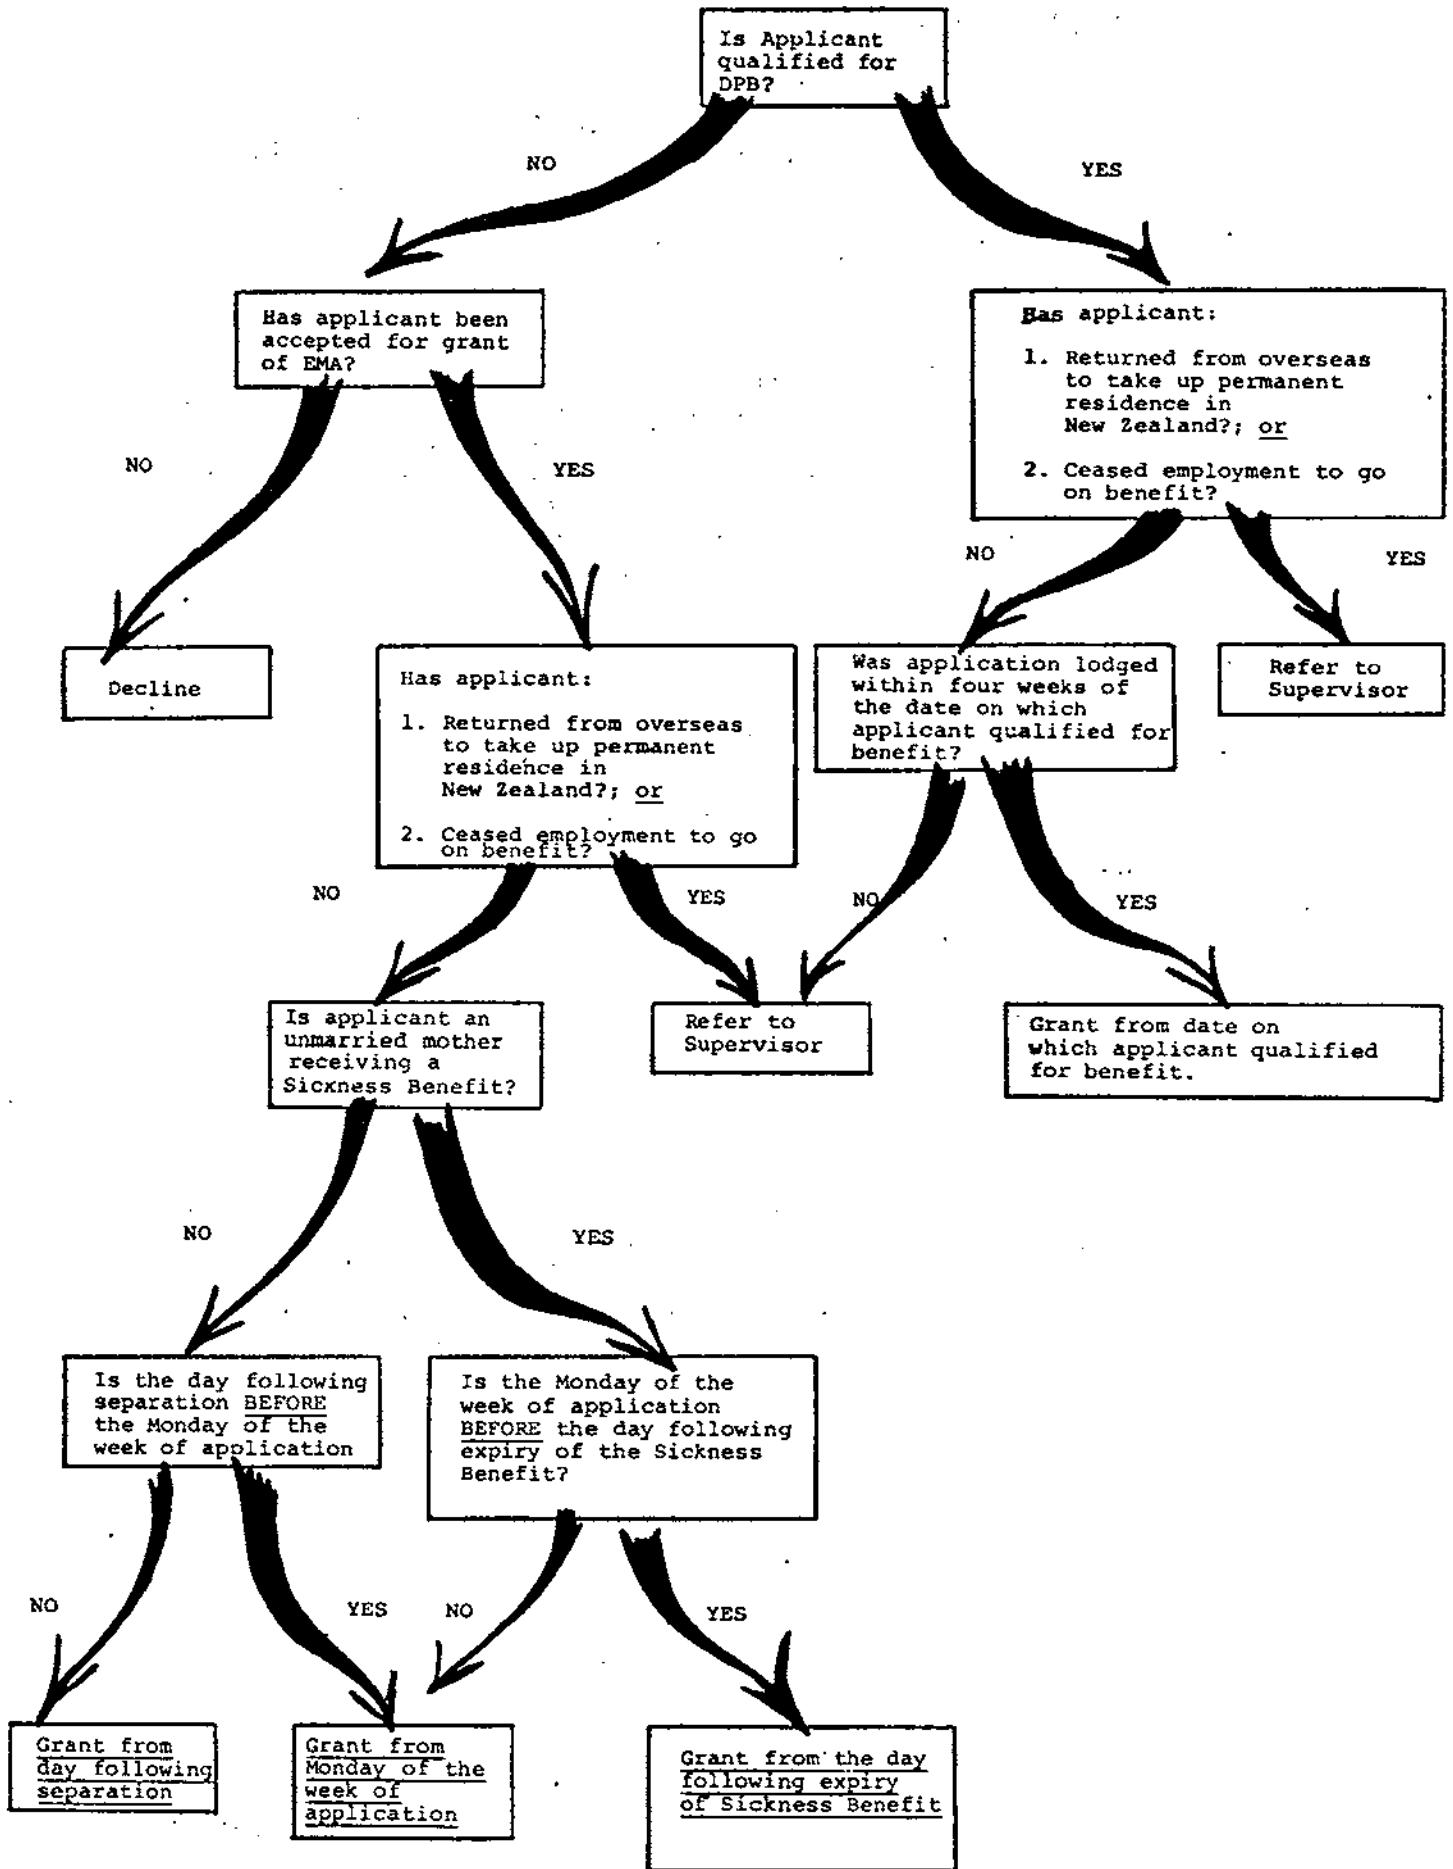 Is Applicant
qualified for
DPB?
NO
YES
Has applicant been
accepted for grant
of EMA?
Has applicant:
1. Returned from overseas
to take up permanent
residence in
New Zealand?; or
2. Ceased employment to go
on benefit?
NO
YES
NO
YES
Decline
Has applicant:
1. Returned from overseas
to take up permanent
residence in
New Zealand?; or
2. Ceased employment to go
on benefit?
Was application lodged
within four weeks of
the date on which
applicant qualified for
benefit?
Refer to
Supervisor
NO
YES
NO
YES
Is applicant an
unmarried mother
receiving a
Sickness Benefit?
Refer to
Supervisor
Grant from date on
which applicant qualified
for benefit.
NO
YES
Is the day following
separation BEFORE
the Monday of the
week of application
Is the Monday of the
week of application
BEFORE the day following
expiry of the Sickness
Benefit?
NO
YES
NO
YES
Grant from
day following
separation
Grant from
Monday of the
week of
application
Grant from the day
following expiry
of Sickness Benefit